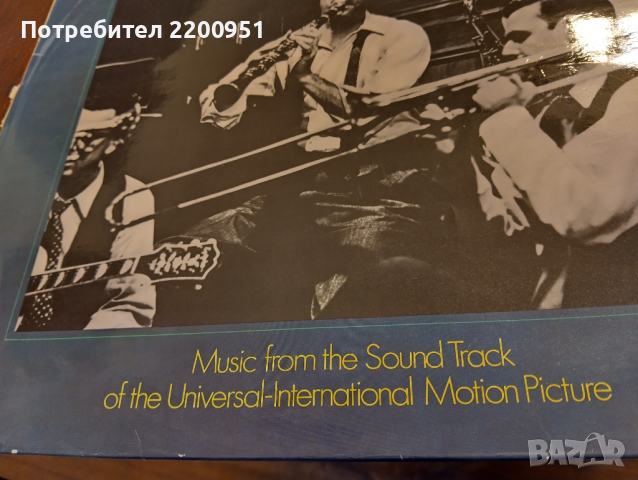 Потребител 2200951
Music from the Sound Track
of the Universal-International Motion Picture
BAZAR